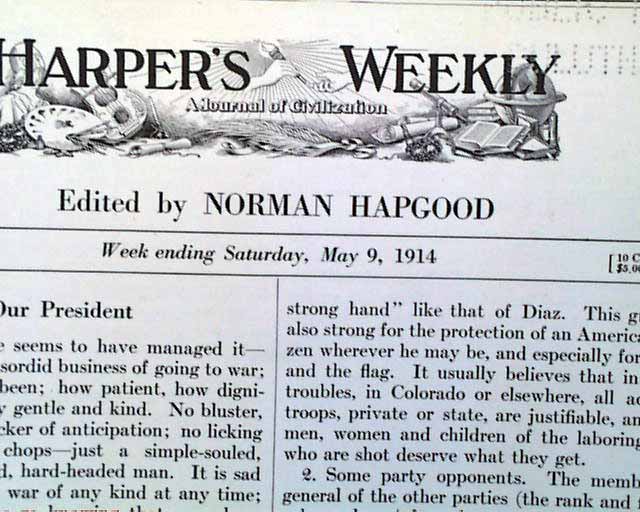 HARPER'S WEEKLY
A Journal of Civilization
Edited by NORMAN HAPGOOD
Week ending Saturday, May 9, 1914
[10 C
$5.00
Our President
e seems to have managed it—
sordid business of going to war;
been; how patient, how digni-
y gentle and kind. No bluster,
cker of anticipation; no licking
chops—just a simple-souled,
d, hard-headed man. It is sad
war of any kind at any time;
strong hand" like that of Diaz. This g
also strong for the protection of an America
zen wherever he may be, and especially for
and the flag. It usually believes that in
troubles, in Colorado or elsewhere, all a
troops, private or state, are justifiable, an
men, women and children of the laboring
who are shot deserve what they get.
2. Some party opponents. The memb
general of the other parties (the rank and